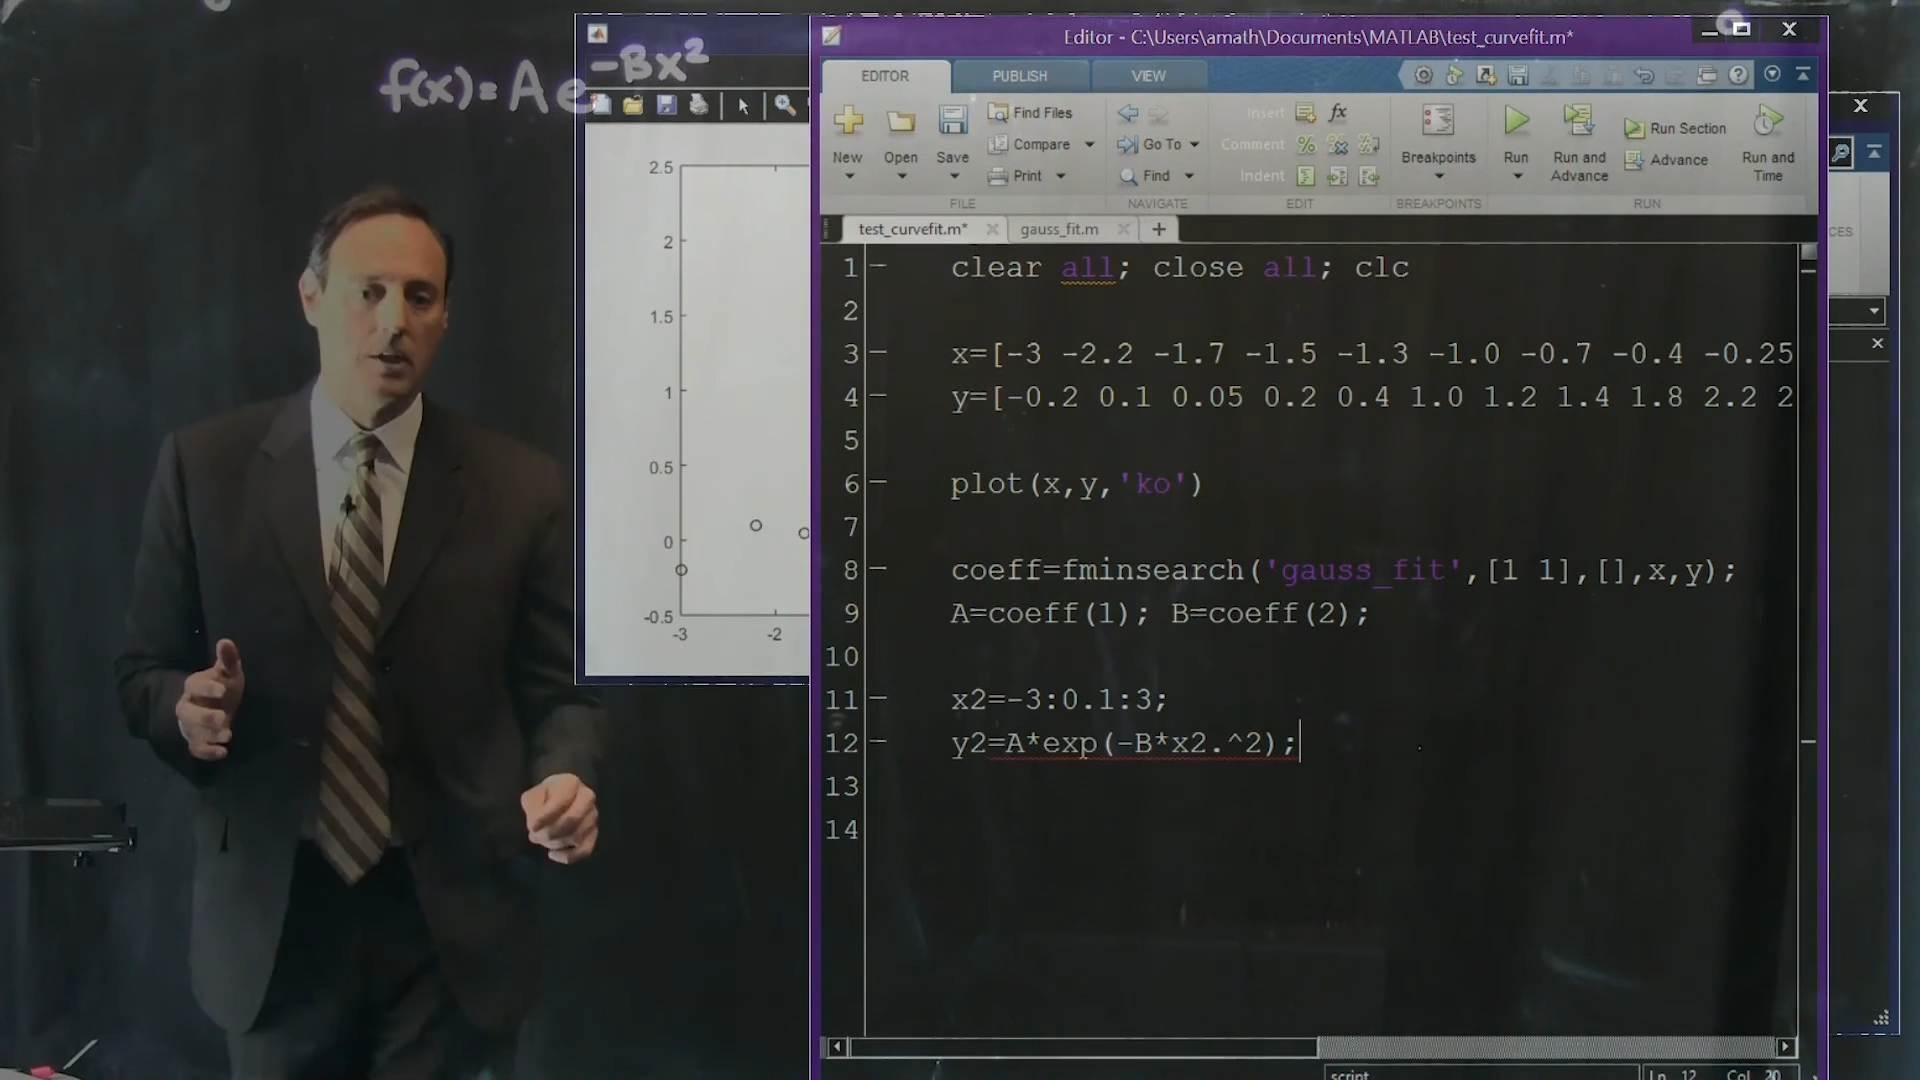 f(x)=Ae^-Bx^2
Editor - C:\Users\amath\Documents\MATLAB\test_curvefit.m*
EDITOR PUBLISH VIEW
New Open Save Find Files Compare Print
FILE
Go To Find
NAVIGATE
Insert fx
Comment
Indent
EDIT
Breakpoints
BREAKPOINTS
Run Run and Advance Run Section Advance Run and Time
RUN
test_curvefit.m* gauss_fit.m +
1 clear all; close all; clc
2
3 x=[-3 -2.2 -1.7 -1.5 -1.3 -1.0 -0.7 -0.4 -0.25
4 y=[-0.2 0.1 0.05 0.2 0.4 1.0 1.2 1.4 1.8 2.2 2
5
6 plot(x,y,'ko')
7
8 coeff=fminsearch('gauss_fit',[1 1],[],x,y);
9 A=coeff(1); B=coeff(2);
10
11 x2=-3:0.1:3;
12 y2=A*exp(-B*x2.^2);
13
14
script Ln 12 Col 20
2.5
2
1.5
1
0.5
0
-0.5
-3 -2
CES